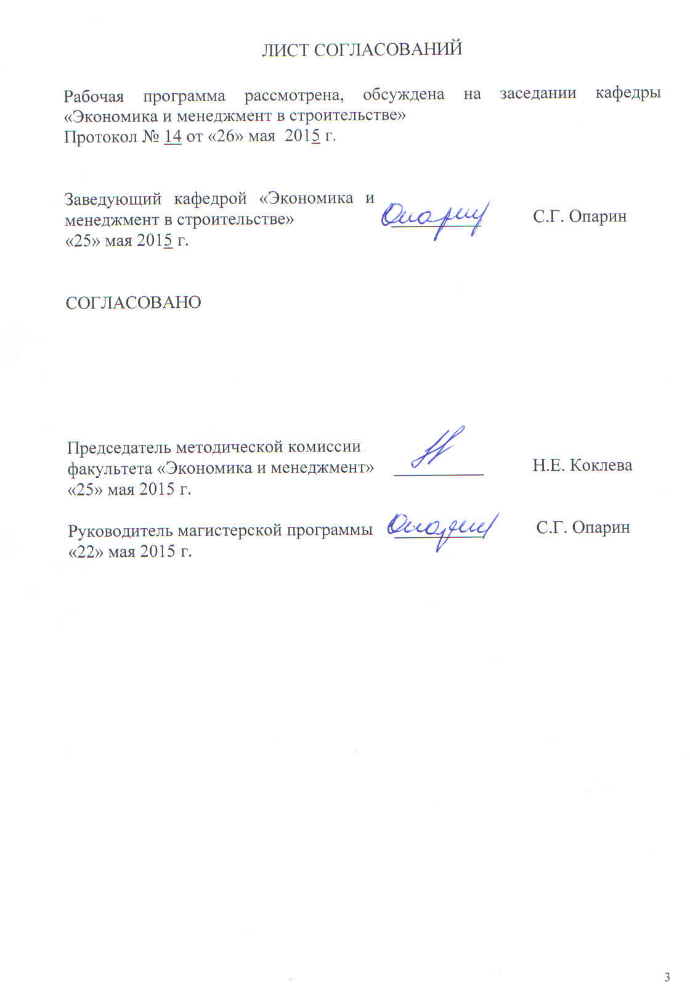 ЛИСТ СОГЛАСОВАНИЙ
Рабочая программа рассмотрена, обсуждена на заседании кафедры
«Экономика и менеджмент в строительстве»
Протокол № 14 от «26» мая 2015 г.
Заведующий кафедрой «Экономика и
менеджмент в строительстве»
Опарин
С.Г. Опарин
«25» мая 2015 г.
СОГЛАСОВАНО
Председатель методической комиссии
факультета «Экономика и менеджмент»
Н.Е. Коклева
«25» мая 2015 г.
Руководитель магистерской программы
Опарин
С.Г. Опарин
«22» мая 2015 г.
3